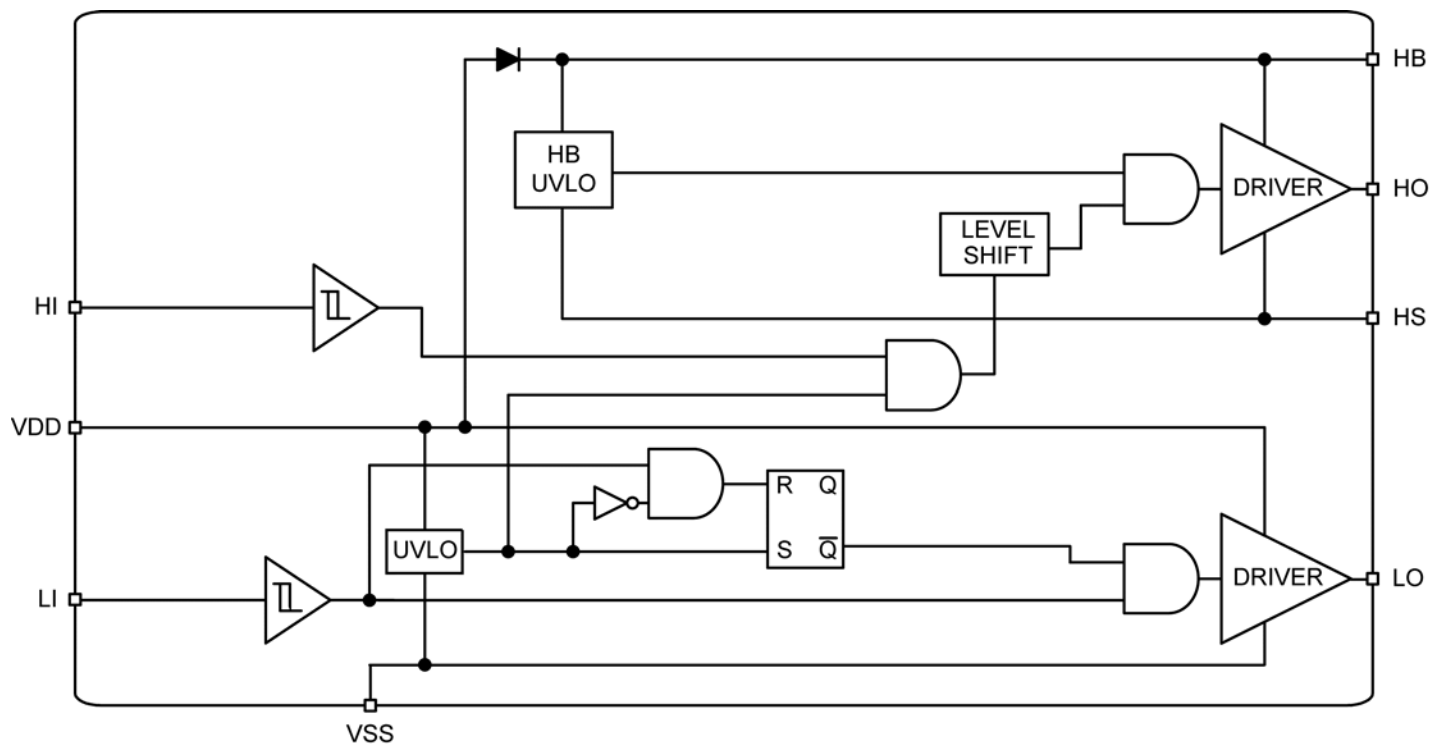 HB
HB
UVLO
DRIVER
HO
LEVEL
SHIFT
HI
HS
VDD
R Q
UVLO
S Q̅
DRIVER
LO
LI
VSS